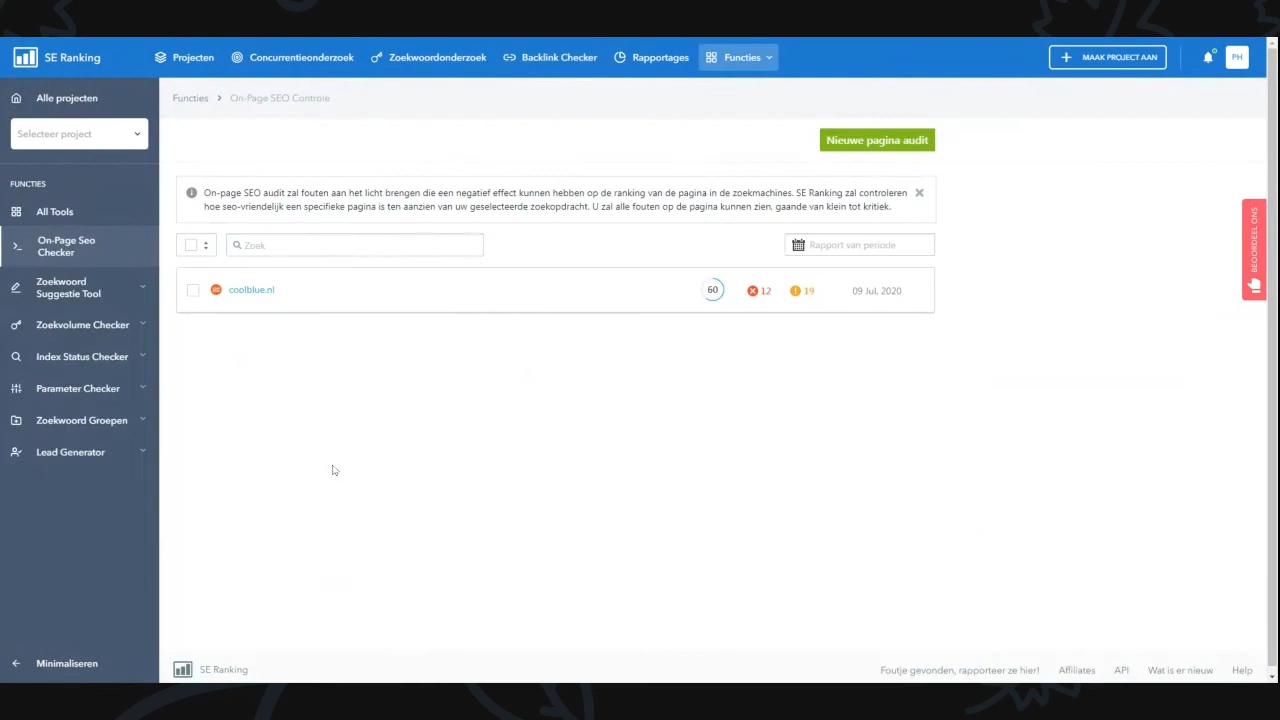 SE Ranking
Projecten
Concurrentieonderzoek
Zoekwoordonderzoek
Backlink Checker
Rapportages
Functies
MAAK PROJECT AAN
PH
Alle projecten
Selecteer project
FUNCTIES
All Tools
On-Page Seo
Checker
Zoekwoord
Suggestie Tool
Zoekvolume Checker
Index Status Checker
Parameter Checker
Zoekwoord Groepen
Lead Generator
Minimaliseren
Functies > On-Page SEO Controle
Nieuwe pagina audit
On-page SEO audit zal fouten aan het licht brengen die een negatief effect kunnen hebben op de ranking van de pagina in de zoekmachines. SE Ranking zal controleren
hoe seo-vriendelijk een specifieke pagina is ten aanzien van uw geselecteerde zoekopdracht. U zal alle fouten op de pagina kunnen zien, gaande van klein tot kritiek.
Zoek
Rapport van periode
coolblue.nl 60 12 19 09 Jul, 2020
BEOORDEEL ONS
SE Ranking
Foutje gevonden, rapporteer ze hier! Affiliates API Wat is er nieuw Help